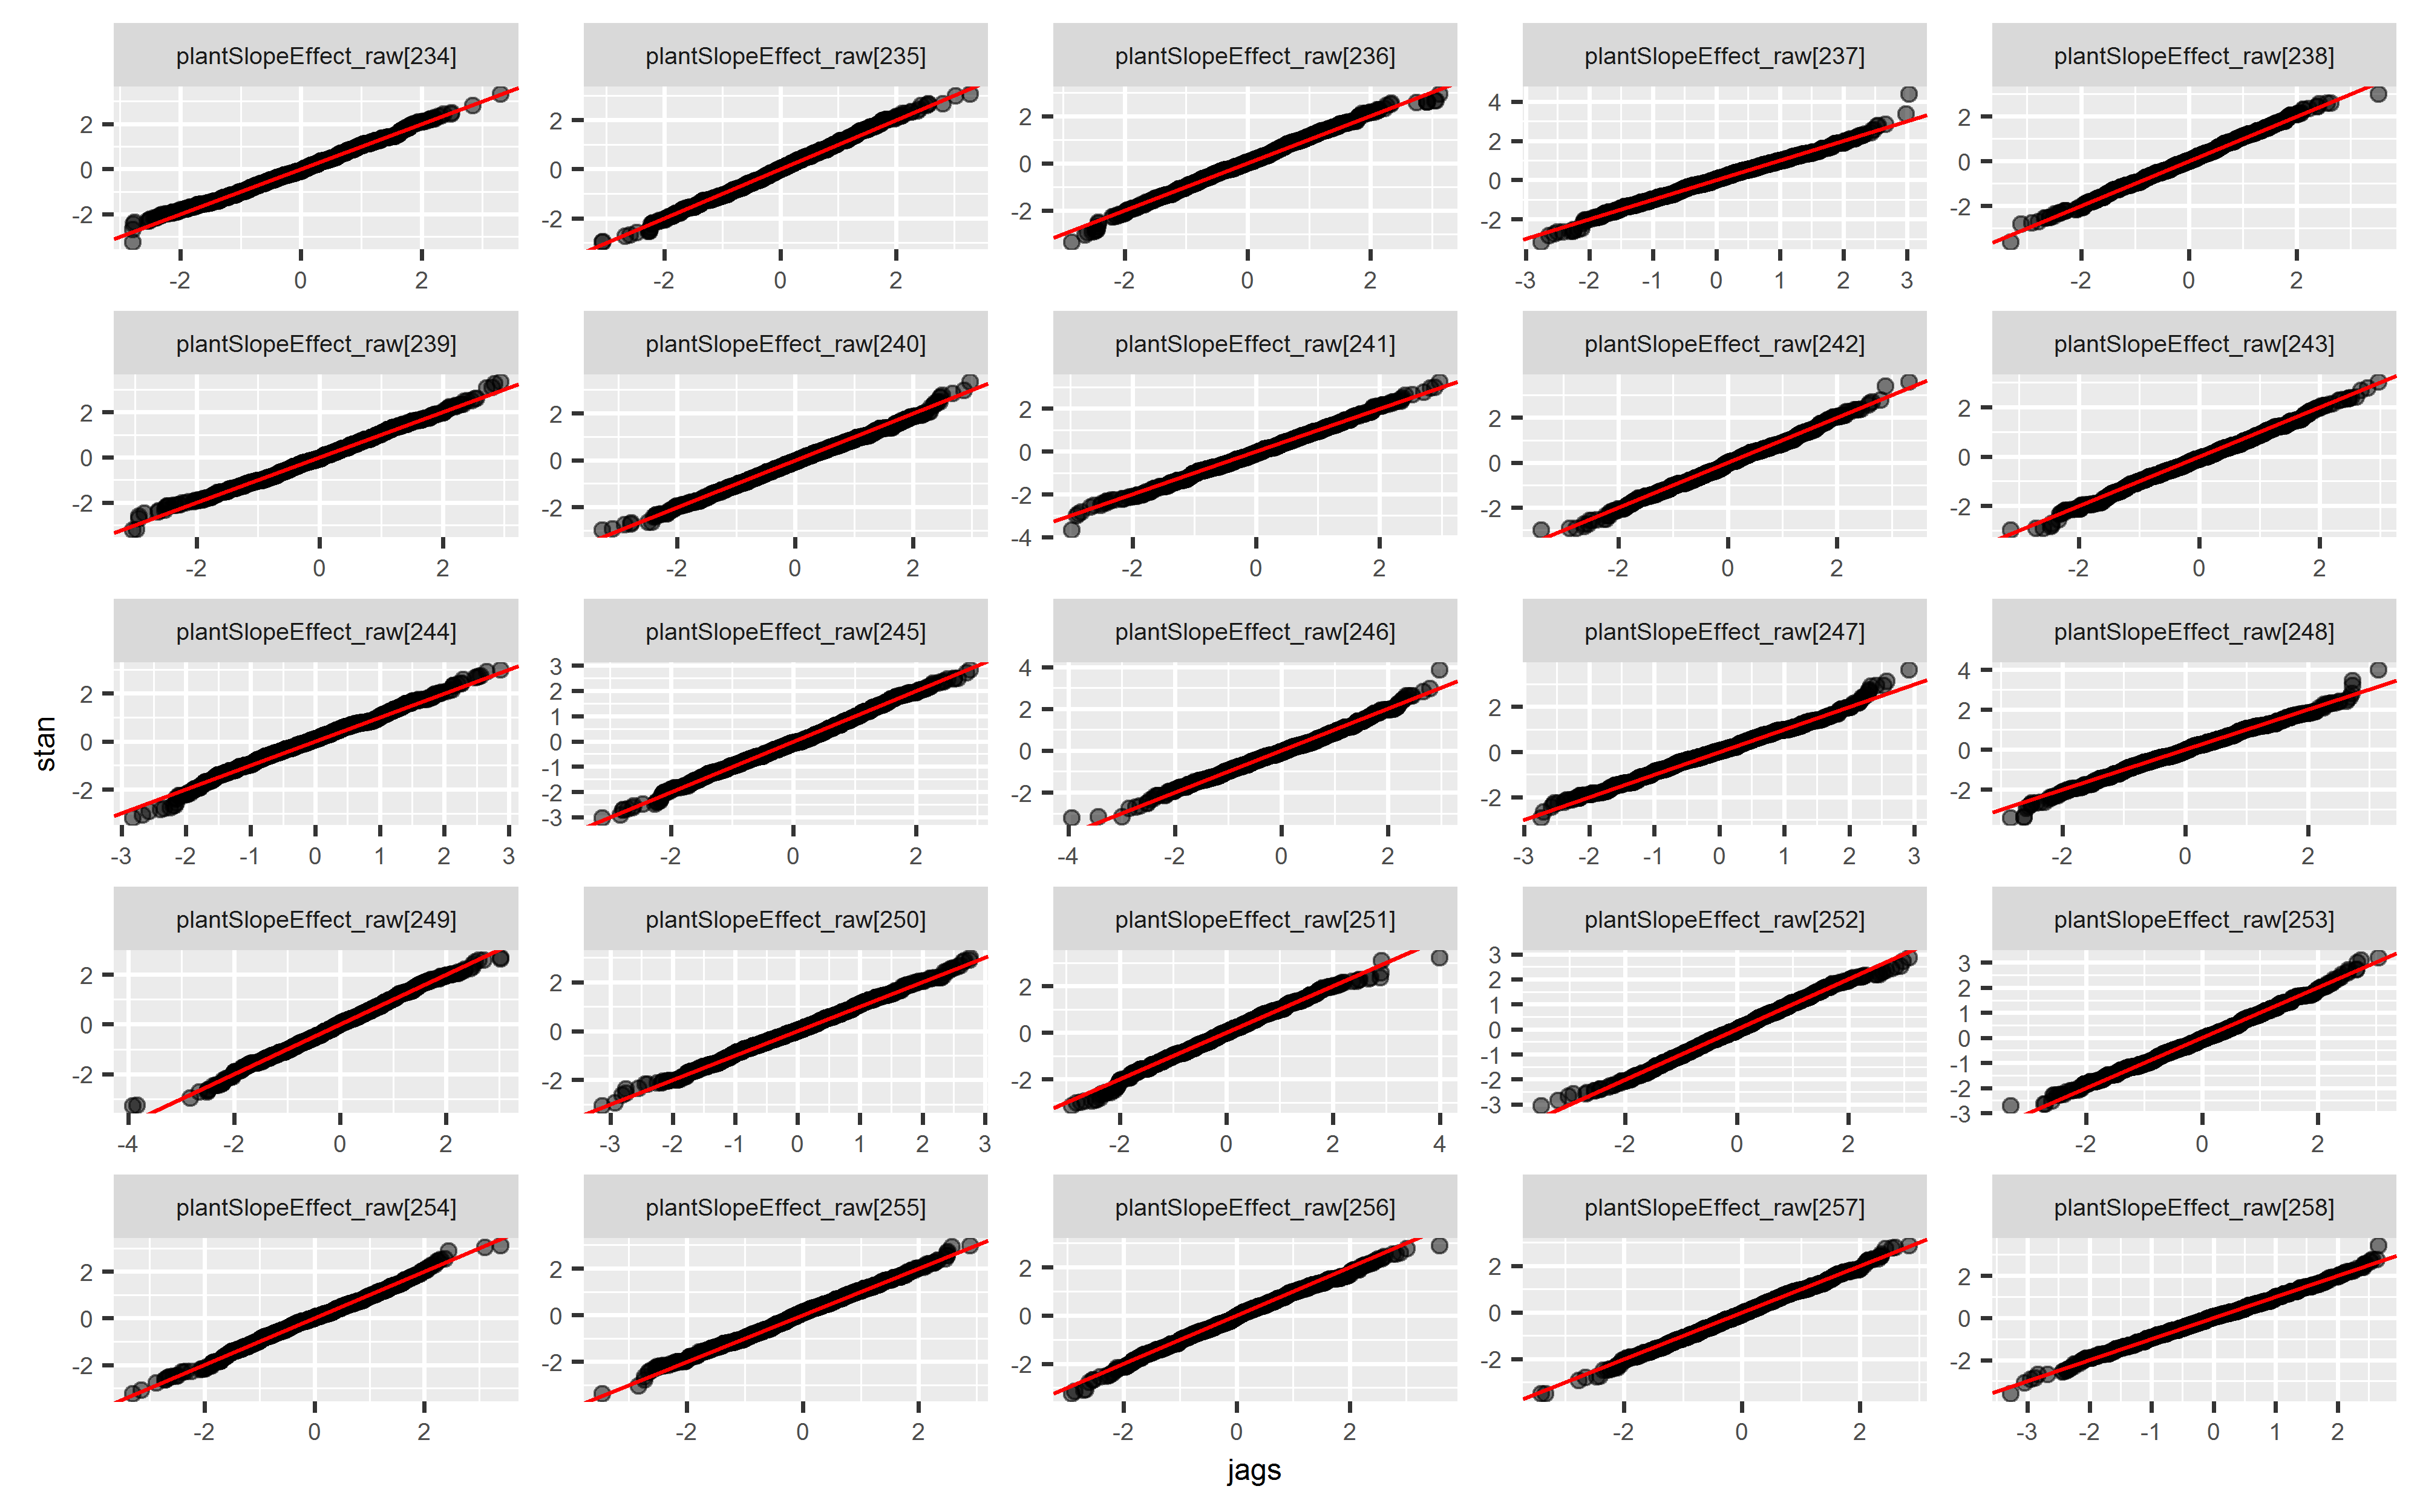 plantSlopeEffect_raw[234] plantSlopeEffect_raw[235] plantSlopeEffect_raw[236] plantSlopeEffect_raw[237] plantSlopeEffect_raw[238]
2 2 2 4 2
0 0 0 2 0
-2 -2 -2 0 -2
-2
-2 0 2 -2 0 2 -2 0 2 -3 -2 -1 0 1 2 3 -2 0 2
plantSlopeEffect_raw[239] plantSlopeEffect_raw[240] plantSlopeEffect_raw[241] plantSlopeEffect_raw[242] plantSlopeEffect_raw[243]
2 2 2 2 2
0 0 0 0 0
-2 -2 -2 -2 -2
-4
-2 0 2 -2 0 2 -2 0 2 -2 0 2 -2 0 2
plantSlopeEffect_raw[244] plantSlopeEffect_raw[245] plantSlopeEffect_raw[246] plantSlopeEffect_raw[247] plantSlopeEffect_raw[248]
2 3 4 2 4
0 2 2 0 2
-2 1 0 -2 0
0 -2 -2
-1
-2
-3
-3 -2 -1 0 1 2 3 -2 0 2 -4 -2 0 2 -3 -2 -1 0 1 2 3 -2 0 2
stan
plantSlopeEffect_raw[249] plantSlopeEffect_raw[250] plantSlopeEffect_raw[251] plantSlopeEffect_raw[252] plantSlopeEffect_raw[253]
2 2 2 3 3
0 0 0 2 2
-2 -2 -2 1 1
0 0
-1 -1
-2 -2
-3 -3
-4 -2 0 2 -3 -2 -1 0 1 2 3 -2 0 2 4 -2 0 2 -2 0 2
plantSlopeEffect_raw[254] plantSlopeEffect_raw[255] plantSlopeEffect_raw[256] plantSlopeEffect_raw[257] plantSlopeEffect_raw[258]
2 2 2 2 2
0 0 0 0 0
-2 -2 -2 -2 -2
-2 0 2 -2 0 2 -2 0 2 -2 0 2 -3 -2 -1 0 1 2
jags